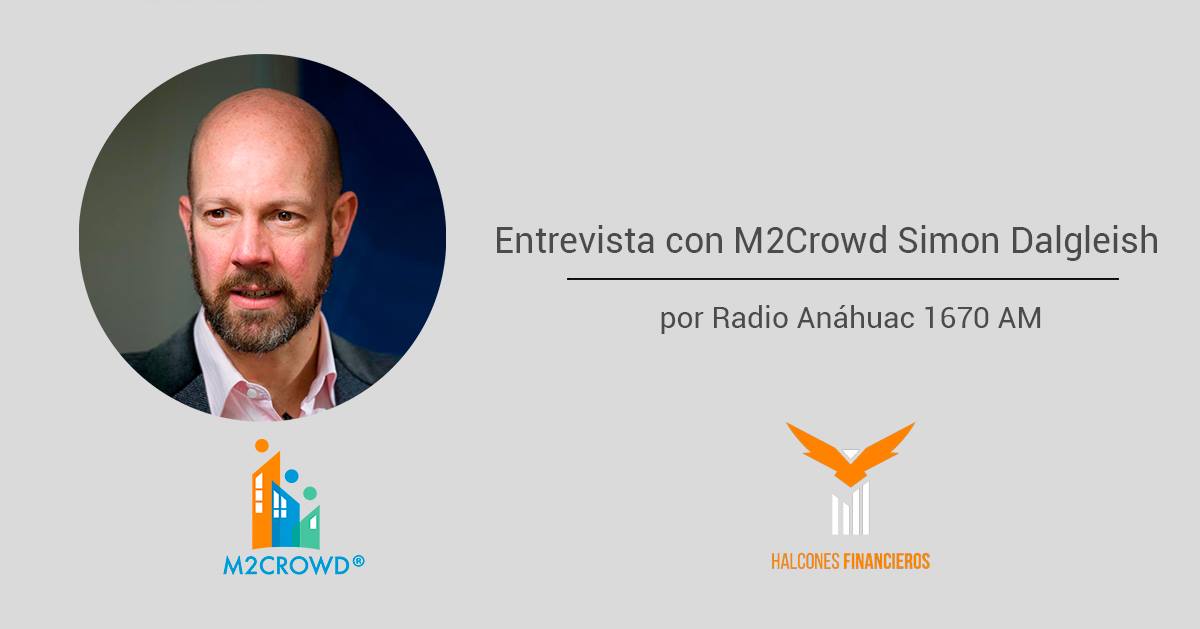 Entrevista con M2Crowd Simon Dalgleish
por Radio Anáhuac 1670 AM
M2CROWD®
HALCONES FINANCIEROS